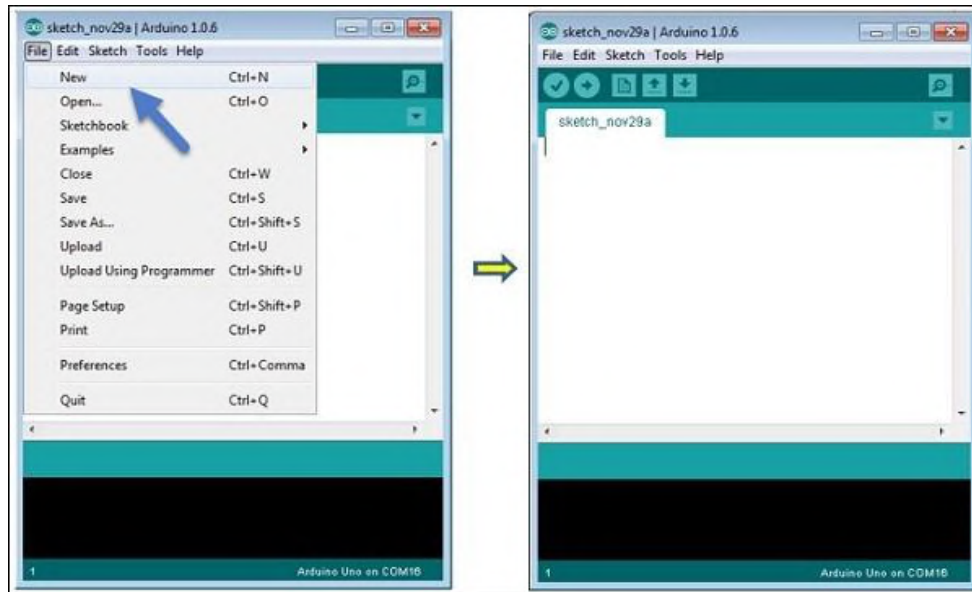 sketch_nov29a | Arduino 1.0.6
File Edit Sketch Tools Help
New Ctrl+N
Open... Ctrl+O
Sketchbook
Examples
Close Ctrl+W
Save Ctrl+S
Save As... Ctrl+Shift+S
Upload Ctrl+U
Upload Using Programmer Ctrl+Shift+U
Page Setup Ctrl+Shift+P
Print Ctrl+P
Preferences Ctrl+Comma
Quit Ctrl+Q
1 Arduino Uno on COM16
sketch_nov29a | Arduino 1.0.6
File Edit Sketch Tools Help
sketch_nov29a
1 Arduino Uno on COM16